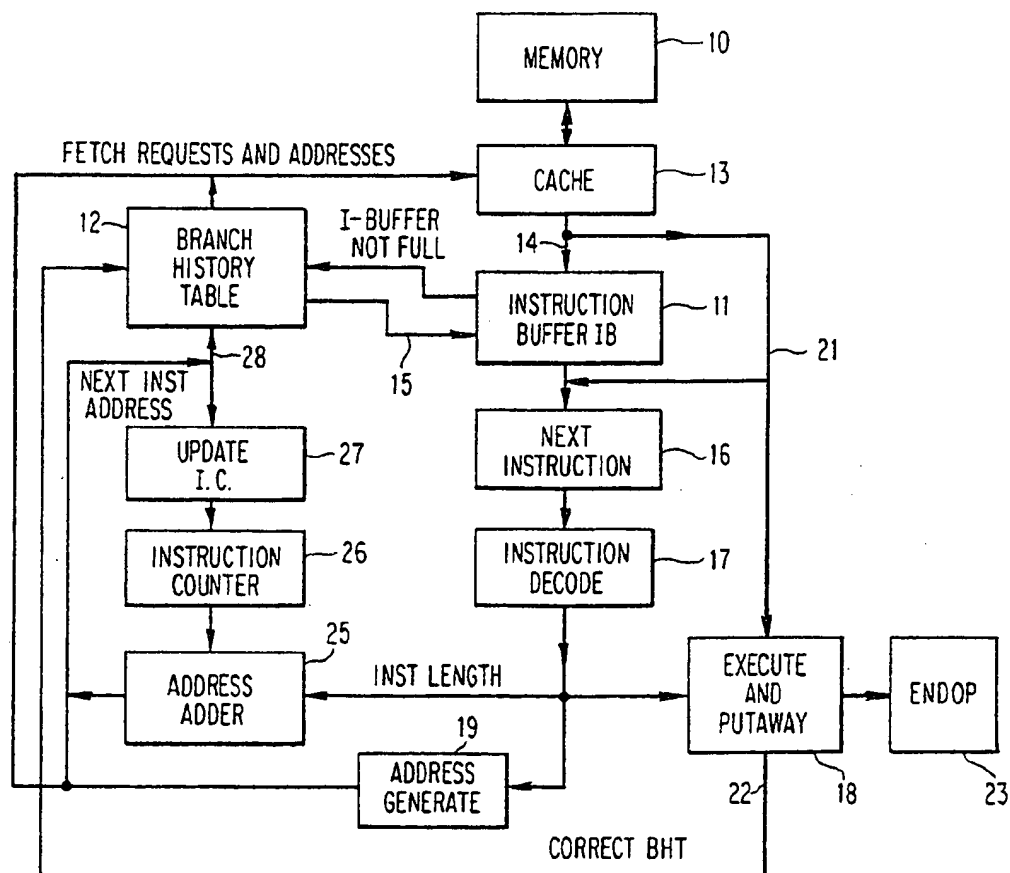 MEMORY
10
FETCH REQUESTS AND ADDRESSES
CACHE
13
12
BRANCH
HISTORY
TABLE
I-BUFFER
NOT FULL
14
INSTRUCTION
BUFFER IB
11
15
28
21
NEXT INST
ADDRESS
UPDATE
I.C.
27
NEXT
INSTRUCTION
16
INSTRUCTION
COUNTER
26
INSTRUCTION
DECODE
17
25
ADDRESS
ADDER
INST LENGTH
EXECUTE
AND
PUTAWAY
ENDOP
19
ADDRESS
GENERATE
22
18
23
CORRECT BHT